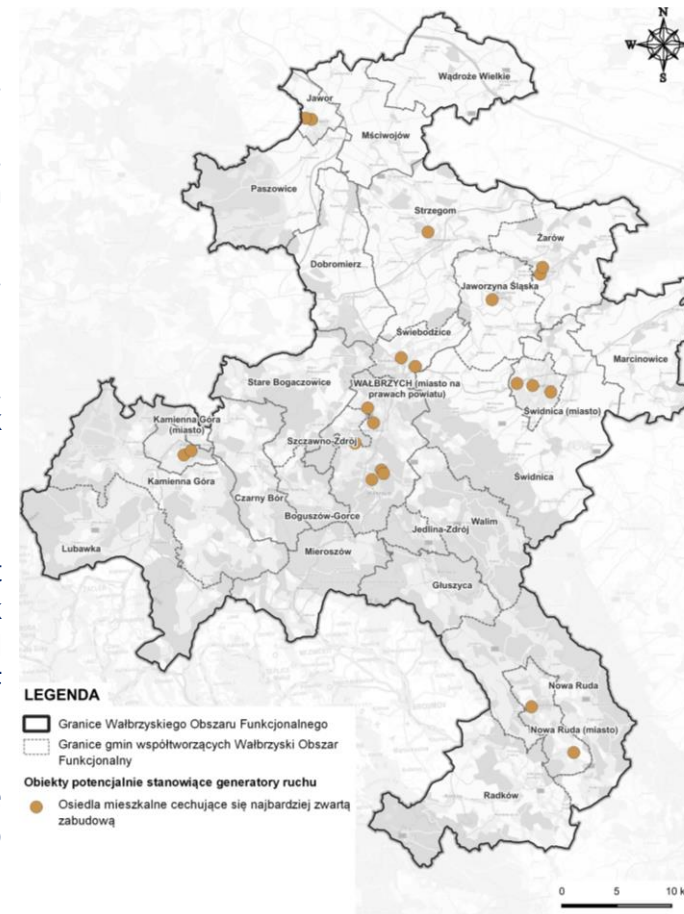 N
W
S
Wądroże Wielkie
Jawor
Mściwojów
Paszowice
Strzegom
Żarów
Dobromierz
Jaworzyna Śląska
Świebodzice
Marcinowice
Stare Bogaczowice
WAŁBRZYCH (miasto na
prawach powiatu)
Świdnica (miasto)
Kamienna Góra
(miasto)
Szczawno-Zdrój
Świdnica
Kamienna Góra
Czarny Bór
Boguszów-Gorce
Walim
Jedlina-Zdrój
Lubawka
Mieroszów
Głuszyca
Nowa Ruda
Nowa Ruda (miasto)
Radków
LEGENDA
Granice Wałbrzyskiego Obszaru Funkcjonalnego
Granice gmin współtworzących Wałbrzyski Obszar
Funkcjonalny
Obiekty potencjalnie stanowiące generatory ruchu
Osiedla mieszkalne cechujące się najbardziej zwartą
zabudową
0 5 10 k